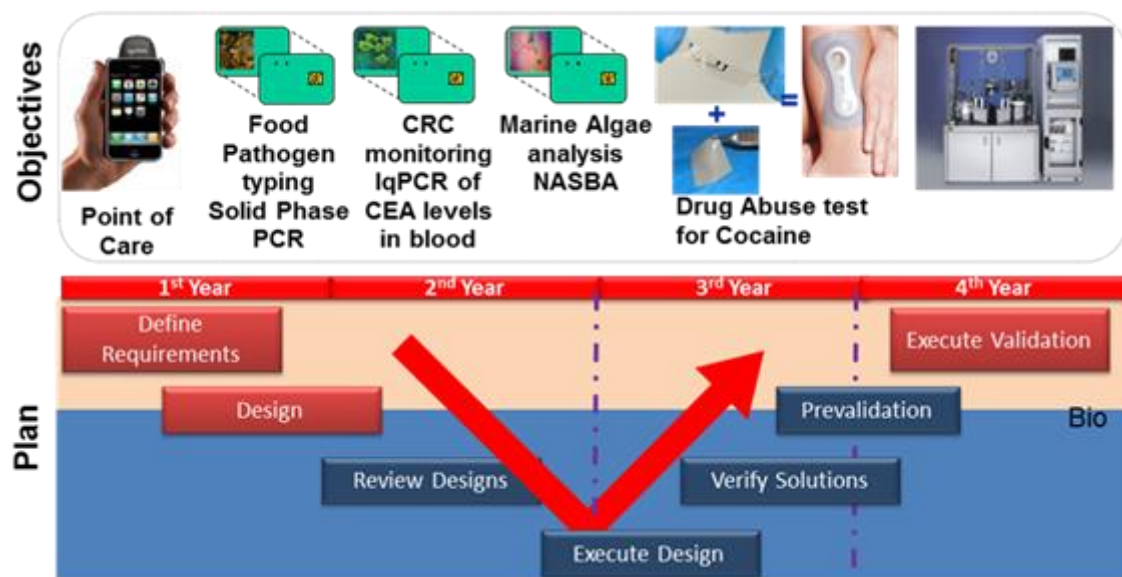 Objectives
Point of
Care
Food
Pathogen
typing
Solid Phase
PCR
CRC
monitoring
IqPCR of
CEA levels
in blood
Marine Algae
analysis
NASBA
+
=
Drug Abuse test
for Cocaine
Plan
1st Year
2nd Year
3rd Year
4th Year
Define
Requirements
Execute Validation
Design
Prevalidation
Bio
Review Designs
Verify Solutions
Execute Design